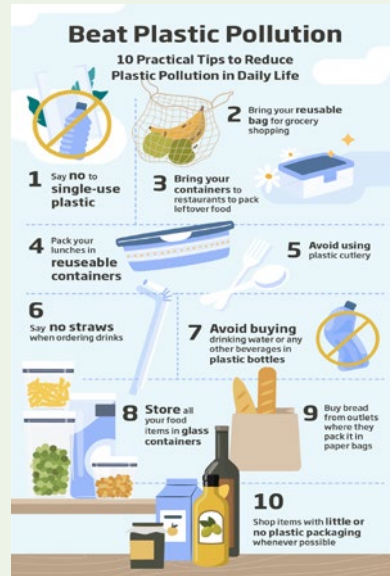 Beat Plastic Pollution
10 Practical Tips to Reduce
Plastic Pollution in Daily Life
1 Say no to
single-use
plastic
2 Bring your reusable
bag for grocery
shopping
3 Bring your
containers to
restaurants to pack
leftover food
4 Pack your
lunches in
reuseable
containers
5 Avoid using
plastic cutlery
6
Say no straws
when ordering drinks
7 Avoid buying
drinking water or any
other beverages in
plastic bottles
8 Store all
your food
items in glass
containers
9 Buy bread
from outlets
where they
pack it in
paper bags
10
Shop items with little or
no plastic packaging
whenever possible